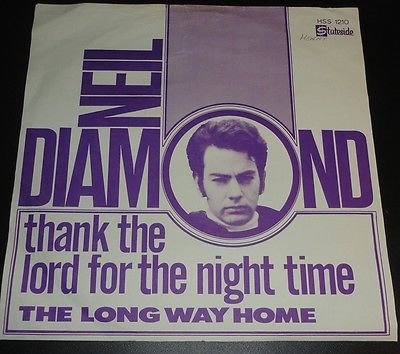 HSS 1210
Stateside
NEIL
DIAMOND
thank the
lord for the night time
THE LONG WAY HOME